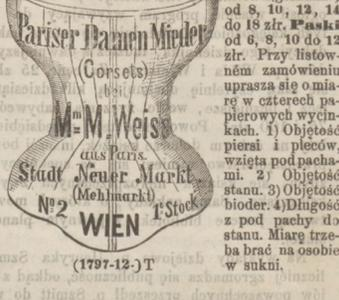 Pariser Damen Mieder
(Corsets)
bei
Mme M. Weiss
aus Paris.
Stadt Neuer Markt
(Mehlmarkt)
No 2 1r Stock
WIEN
(1797-12-) T
od 8, 10, 12, 14
do 18 złr. Paski
od 6, 8, 10 do 12
złr. Przy listow-
ném zamówieniu
uprasza się o mia-
rę w czterech pa-
pierowych wycin-
kach. 1) Objętość
piersi i pleców,
wzięta pod pacha-
mi. 2) Objętość
stanu. 3) Objętość
bioder. 4) Długość
z pod pachy do
stanu. Miarę trze-
ba brać na osobie
w sukni.